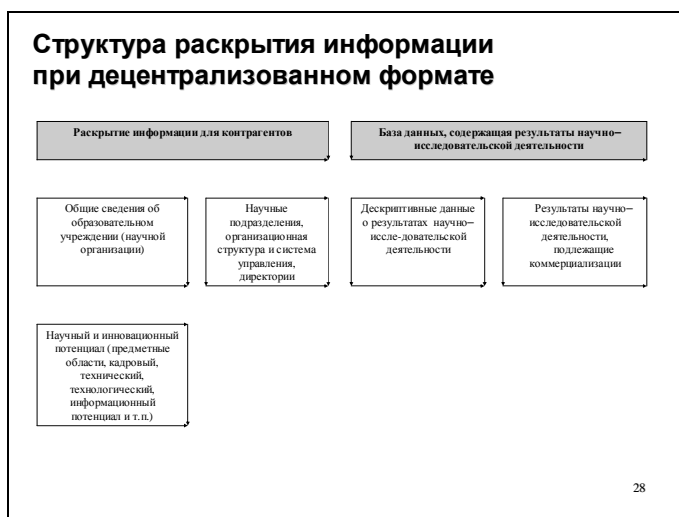 Структура раскрытия информации
при децентрализованном формате
Раскрытие информации для контрагентов
База данных, содержащая результаты научно–
исследовательской деятельности
Общие сведения об
образовательном
учреждении (научной
организации)
Научные
подразделения,
организационная
структура и система
управления,
директории
Дескриптивные данные
о результатах научно–
иссле-довательской
деятельности
Результаты научно–
исследовательской
деятельности,
подлежащие
коммерциализации
Научный и инновационный
потенциал (предметные
области, кадровый,
технический,
технологический,
информационный
потенциал и т.п.)
28